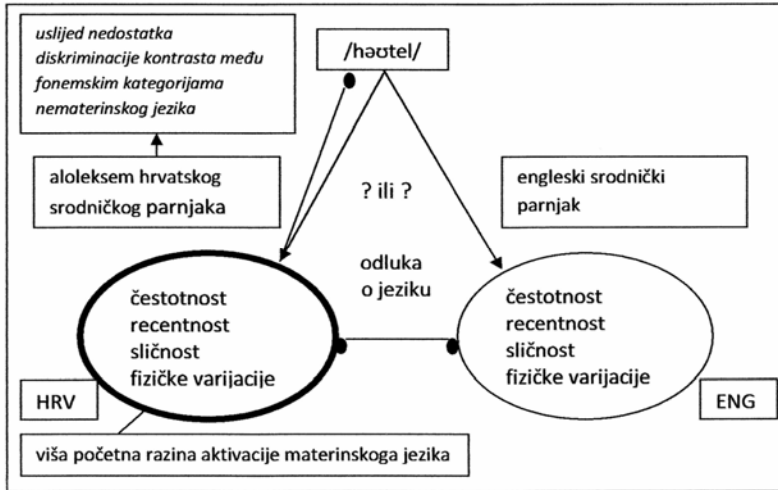 uslijed nedostatka
diskriminacije kontrasta među
fonemskim kategorijama
nematerinskog jezika
/həʊtel/
aloleksem hrvatskog
srodničkog parnjaka
? ili ?
engleski srodnički
parnjak
odluka
o jeziku
čestotnost
recentnost
sličnost
fizičke varijacije
čestotnost
recentnost
sličnost
fizičke varijacije
HRV
ENG
viša početna razina aktivacije materinskoga jezika